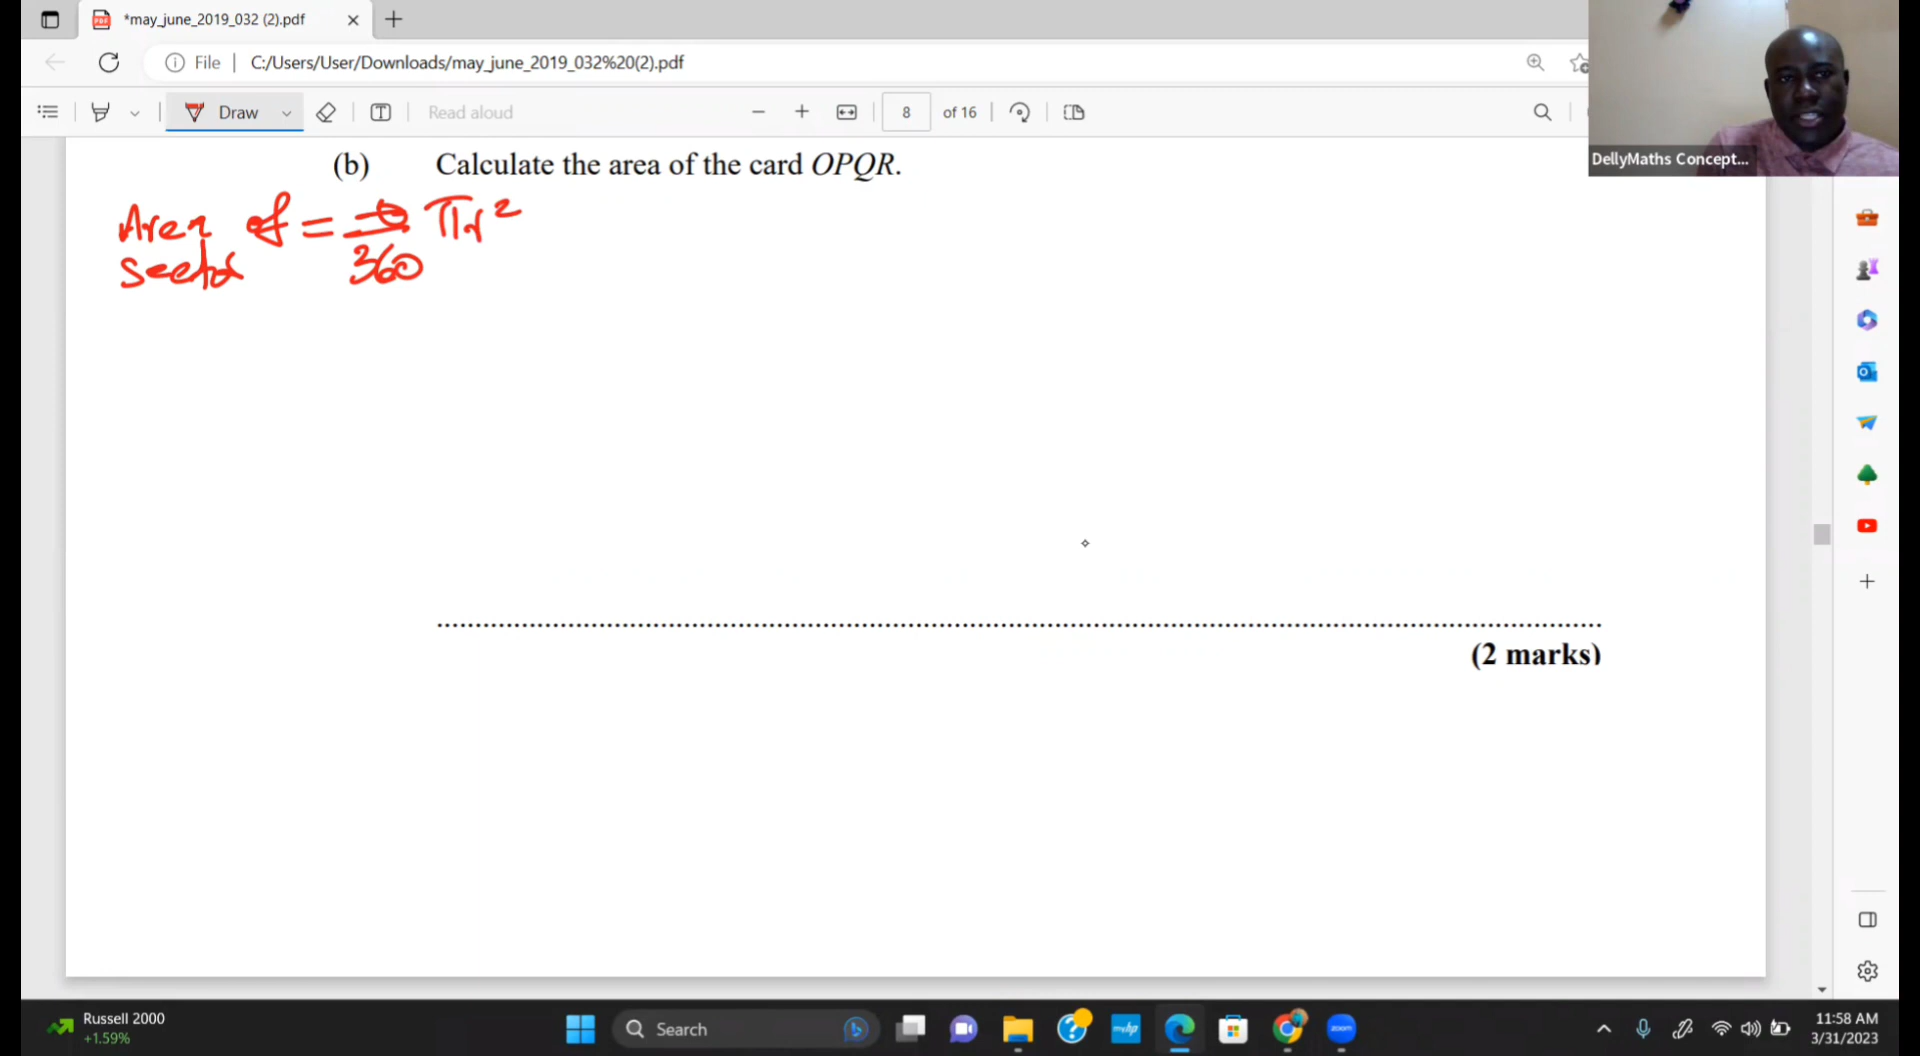 *may_june_2019_032 (2).pdf
File | C:/Users/User/Downloads/may_june_2019_032%20(2).pdf
Draw Read aloud 8 of 16
DellyMaths Concept...
(b) Calculate the area of the card OPQR.
Area of = θ/360 πr²
sector
(2 marks)
Russell 2000
+1.59%
Search
myhp
zoom
11:58 AM
3/31/2023